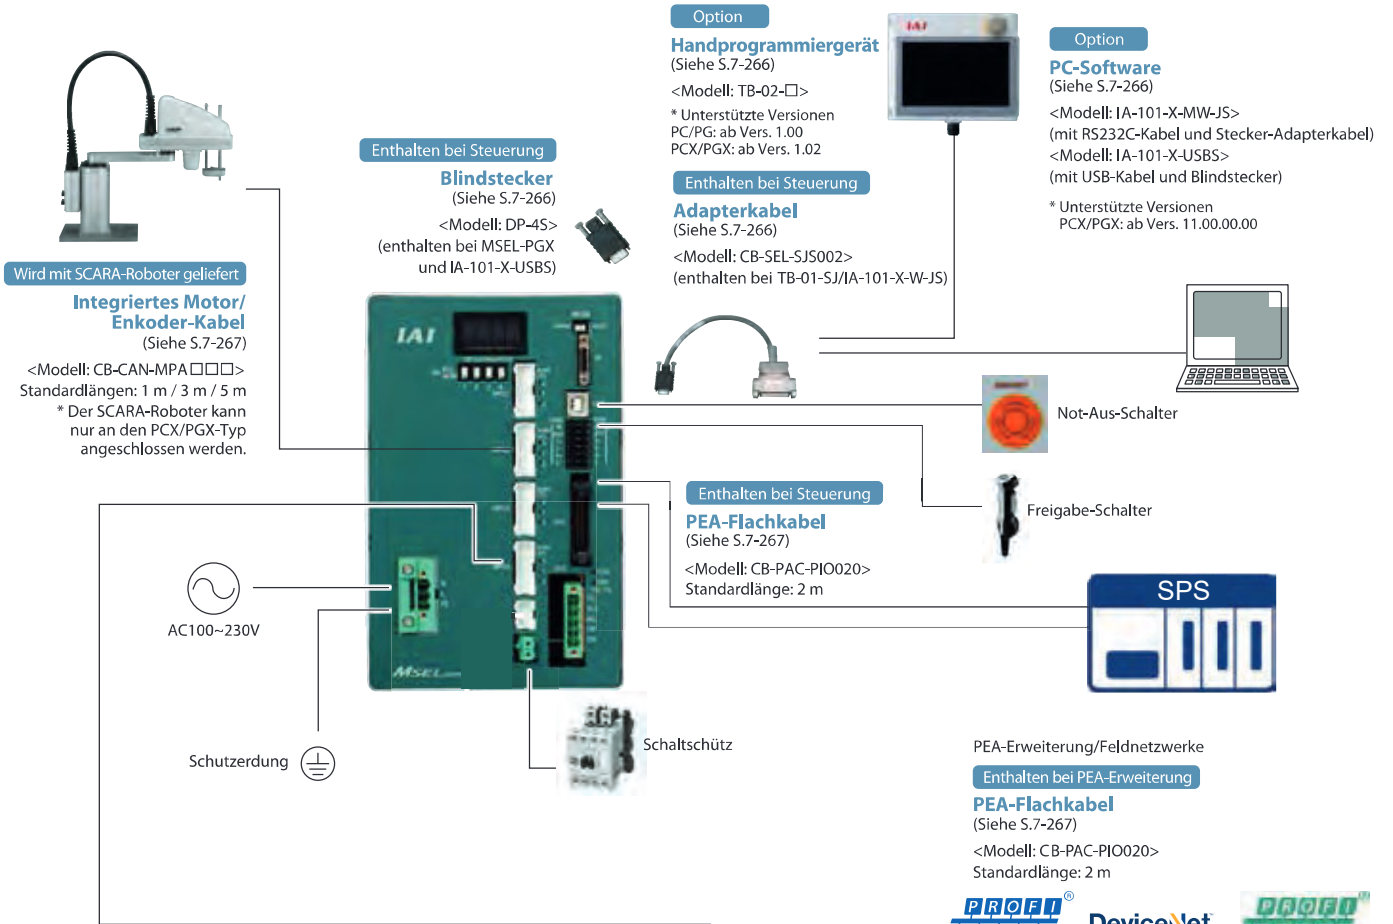 Option
Handprogrammiergerät
(Siehe S.7-266)
<Modell: TB-02-□>
* Unterstützte Versionen
PC/PG: ab Vers. 1.00
PCX/PGX: ab Vers. 1.02
IAI
Option
PC-Software
(Siehe S.7-266)
<Modell: IA-101-X-MW-JS>
(mit RS232C-Kabel und Stecker-Adapterkabel)
<Modell: IA-101-X-USBS>
(mit USB-Kabel und Blindstecker)
* Unterstützte Versionen
PCX/PGX: ab Vers. 11.00.00.00
Enthalten bei Steuerung
Blindstecker
(Siehe S.7-266)
<Modell: DP-4S>
(enthalten bei MSEL-PGX
und IA-101-X-USBS)
Enthalten bei Steuerung
Adapterkabel
(Siehe S.7-266)
<Modell: CB-SEL-SJS002>
(enthalten bei TB-01-SJ/IA-101-X-W-JS)
Wird mit SCARA-Roboter geliefert
Integriertes Motor/
Enkoder-Kabel
(Siehe S.7-267)
<Modell: CB-CAN-MPA□□□>
Standardlängen: 1 m / 3 m / 5 m
* Der SCARA-Roboter kann
nur an den PCX/PGX-Typ
angeschlossen werden.
IAI
Not-Aus-Schalter
Enthalten bei Steuerung
PEA-Flachkabel
(Siehe S.7-267)
<Modell: CB-PAC-PIO020>
Standardlänge: 2 m
Freigabe-Schalter
SPS
AC100~230V
MSEL
Schutzerdung
Schaltschütz
PEA-Erweiterung/Feldnetzwerke
Enthalten bei PEA-Erweiterung
PEA-Flachkabel
(Siehe S.7-267)
<Modell: CB-PAC-PIO020>
Standardlänge: 2 m
PROFI®
DeviceNet
PROFI